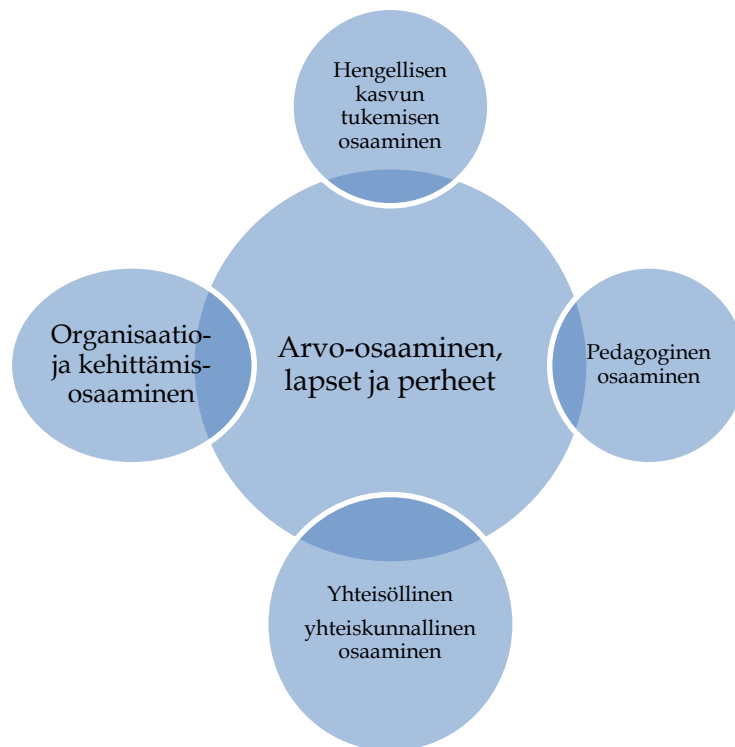 Hengellisen
kasvun
tukemisen
osaaminen
Organisaatio-
ja kehittämis-
osaaminen
Arvo-osaaminen,
lapset ja perheet
Pedagoginen
osaaminen
Yhteisöllinen
yhteiskunnallinen
osaaminen